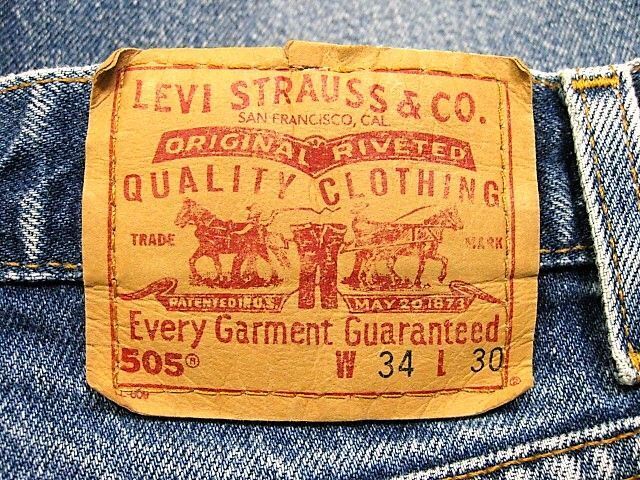 LEVI STRAUSS & CO.
SAN FRANCISCO, CAL.
ORIGINAL RIVETED
QUALITY CLOTHING
TRADE MARK
PATENTED IN U.S. MAY 20, 1873
Every Garment Guaranteed
505® W 34 L 30